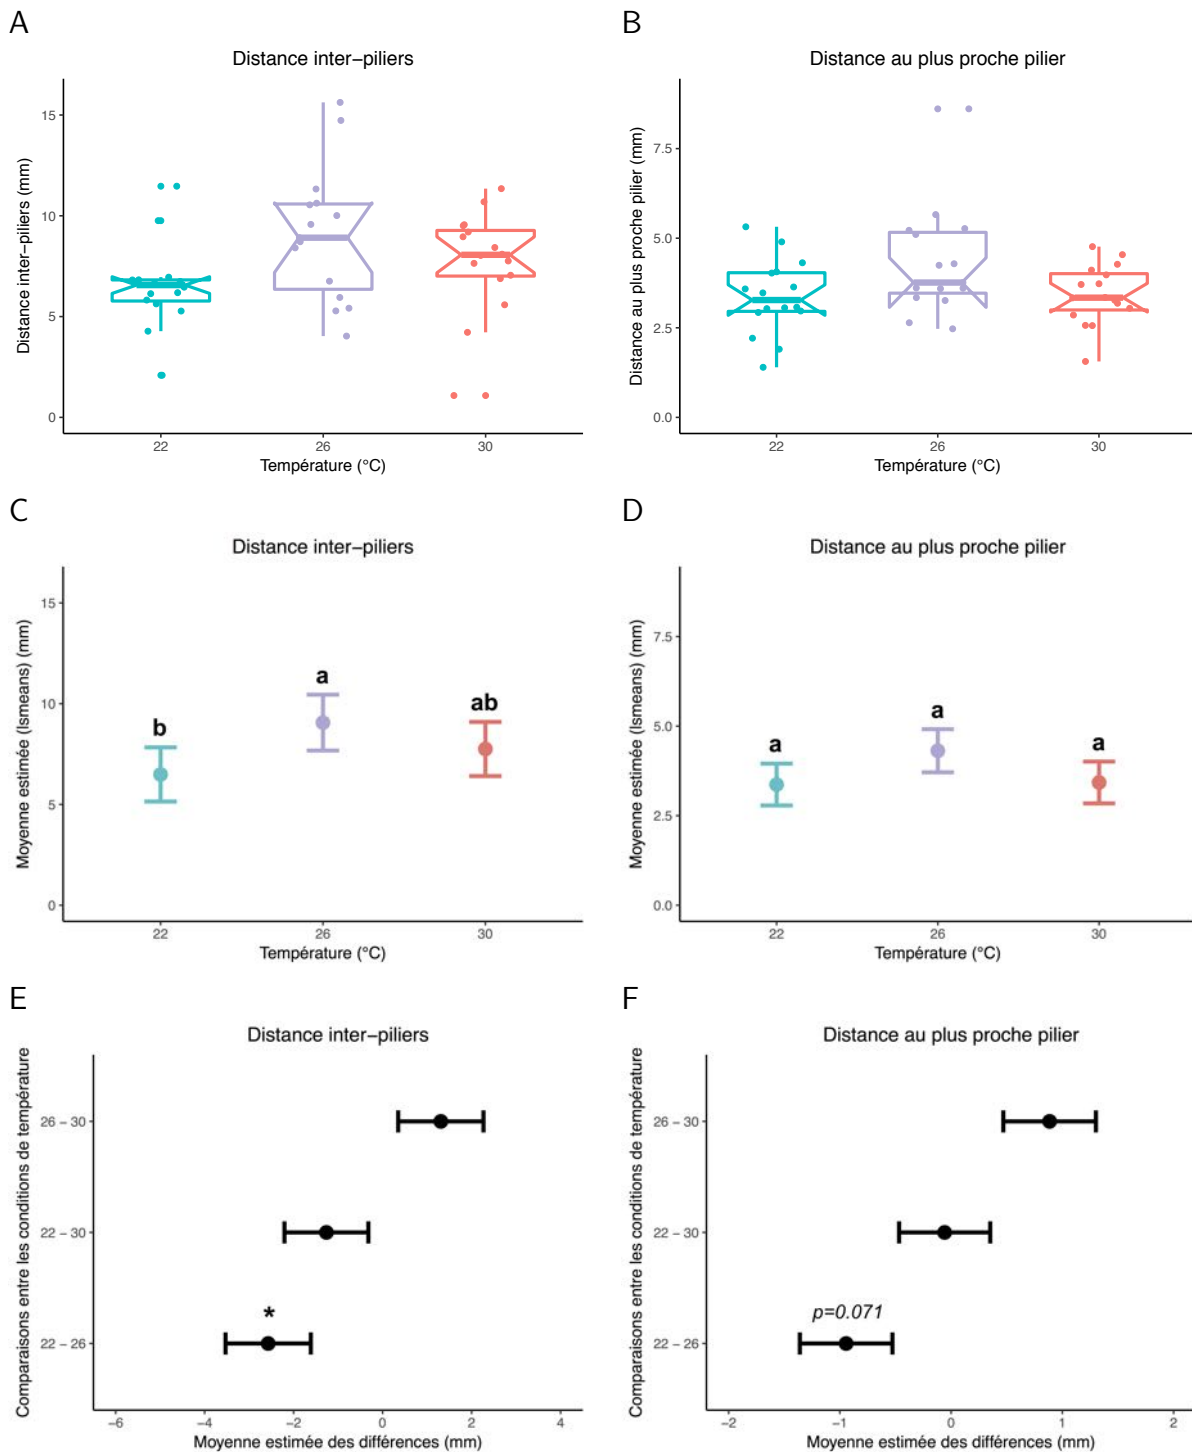 A
Distance inter−piliers
Distance inter−piliers (mm)
15
10
5
0
22
26
30
Température (°C)
B
Distance au plus proche pilier
Distance au plus proche pilier (mm)
7.5
5.0
2.5
0.0
22
26
30
Température (°C)
C
Distance inter−piliers
Moyenne estimée (lsmeans) (mm)
15
10
5
0
b
a
ab
22
26
30
Température (°C)
D
Distance au plus proche pilier
Moyenne estimée (lsmeans) (mm)
7.5
5.0
2.5
0.0
a
a
a
22
26
30
Température (°C)
E
Distance inter−piliers
Comparaisons entre les conditions de température
26 − 30
22 − 30
22 − 26
*
−6
−4
−2
0
2
4
Moyenne estimée des différences (mm)
F
Distance au plus proche pilier
Comparaisons entre les conditions de température
26 − 30
22 − 30
22 − 26
p=0.071
−2
−1
0
1
2
Moyenne estimée des différences (mm)